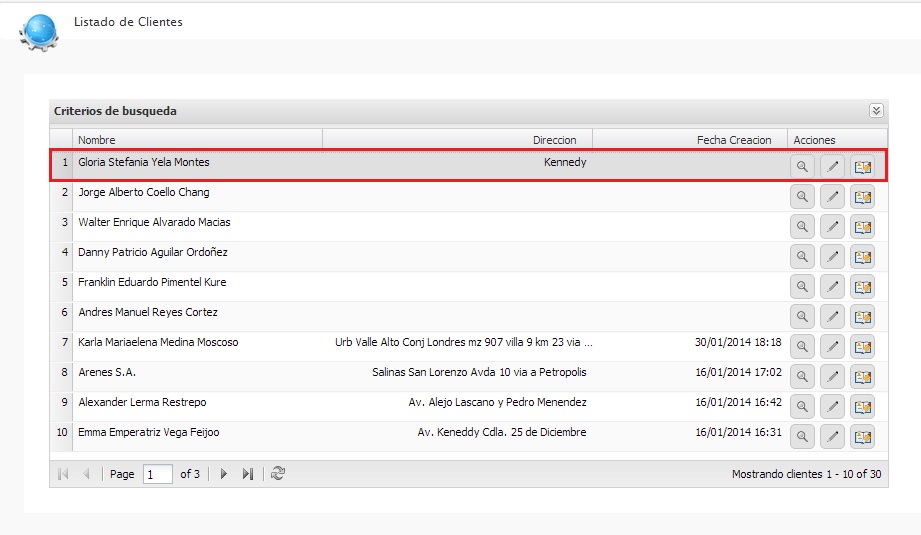 Listado de Clientes
Criterios de busqueda
Nombre Direccion Fecha Creacion Acciones
1 Gloria Stefania Yela Montes Kennedy
2 Jorge Alberto Coello Chang
3 Walter Enrique Alvarado Macias
4 Danny Patricio Aguilar Ordoñez
5 Franklin Eduardo Pimentel Kure
6 Andres Manuel Reyes Cortez
7 Karla Mariaelena Medina Moscoso Urb Valle Alto Conj Londres mz 907 villa 9 km 23 via ... 30/01/2014 18:18
8 Arenes S.A. Salinas San Lorenzo Avda 10 via a Petropolis 16/01/2014 17:02
9 Alexander Lerma Restrepo Av. Alejo Lascano y Pedro Menendez 16/01/2014 16:42
10 Emma Emperatriz Vega Feijoo Av. Keneddy Cdla. 25 de Diciembre 16/01/2014 16:31
Page 1 of 3 Mostrando clientes 1 - 10 of 30